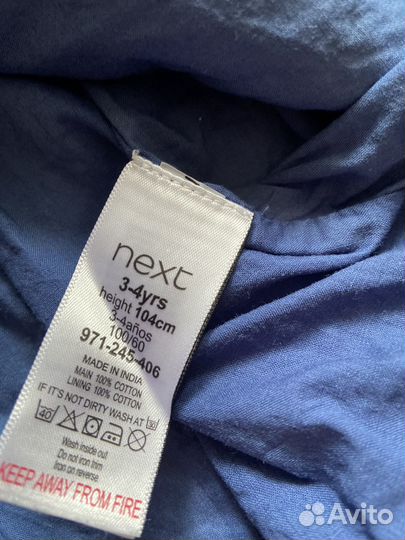 next
3-4yrs
height 104cm
3-4años
100/60
971-245-406
MADE IN INDIA
MAIN 100% COTTON
LINING 100% COTTON
IF IT'S NOT DIRTY WASH AT 30
40
Wash inside out
Do not iron trim
Iron on reverse
KEEP AWAY FROM FIRE
Avito